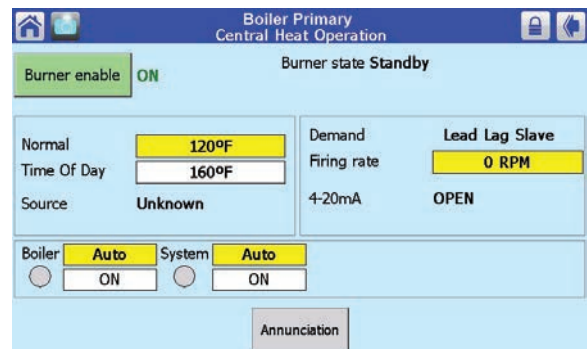 Boiler Primary
Central Heat Operation
Burner enable ON
Burner state Standby
Normal 120ºF
Time Of Day 160ºF
Source Unknown
Demand Lead Lag Slave
Firing rate 0 RPM
4-20mA OPEN
Boiler Auto System Auto
ON ON
Annunciation